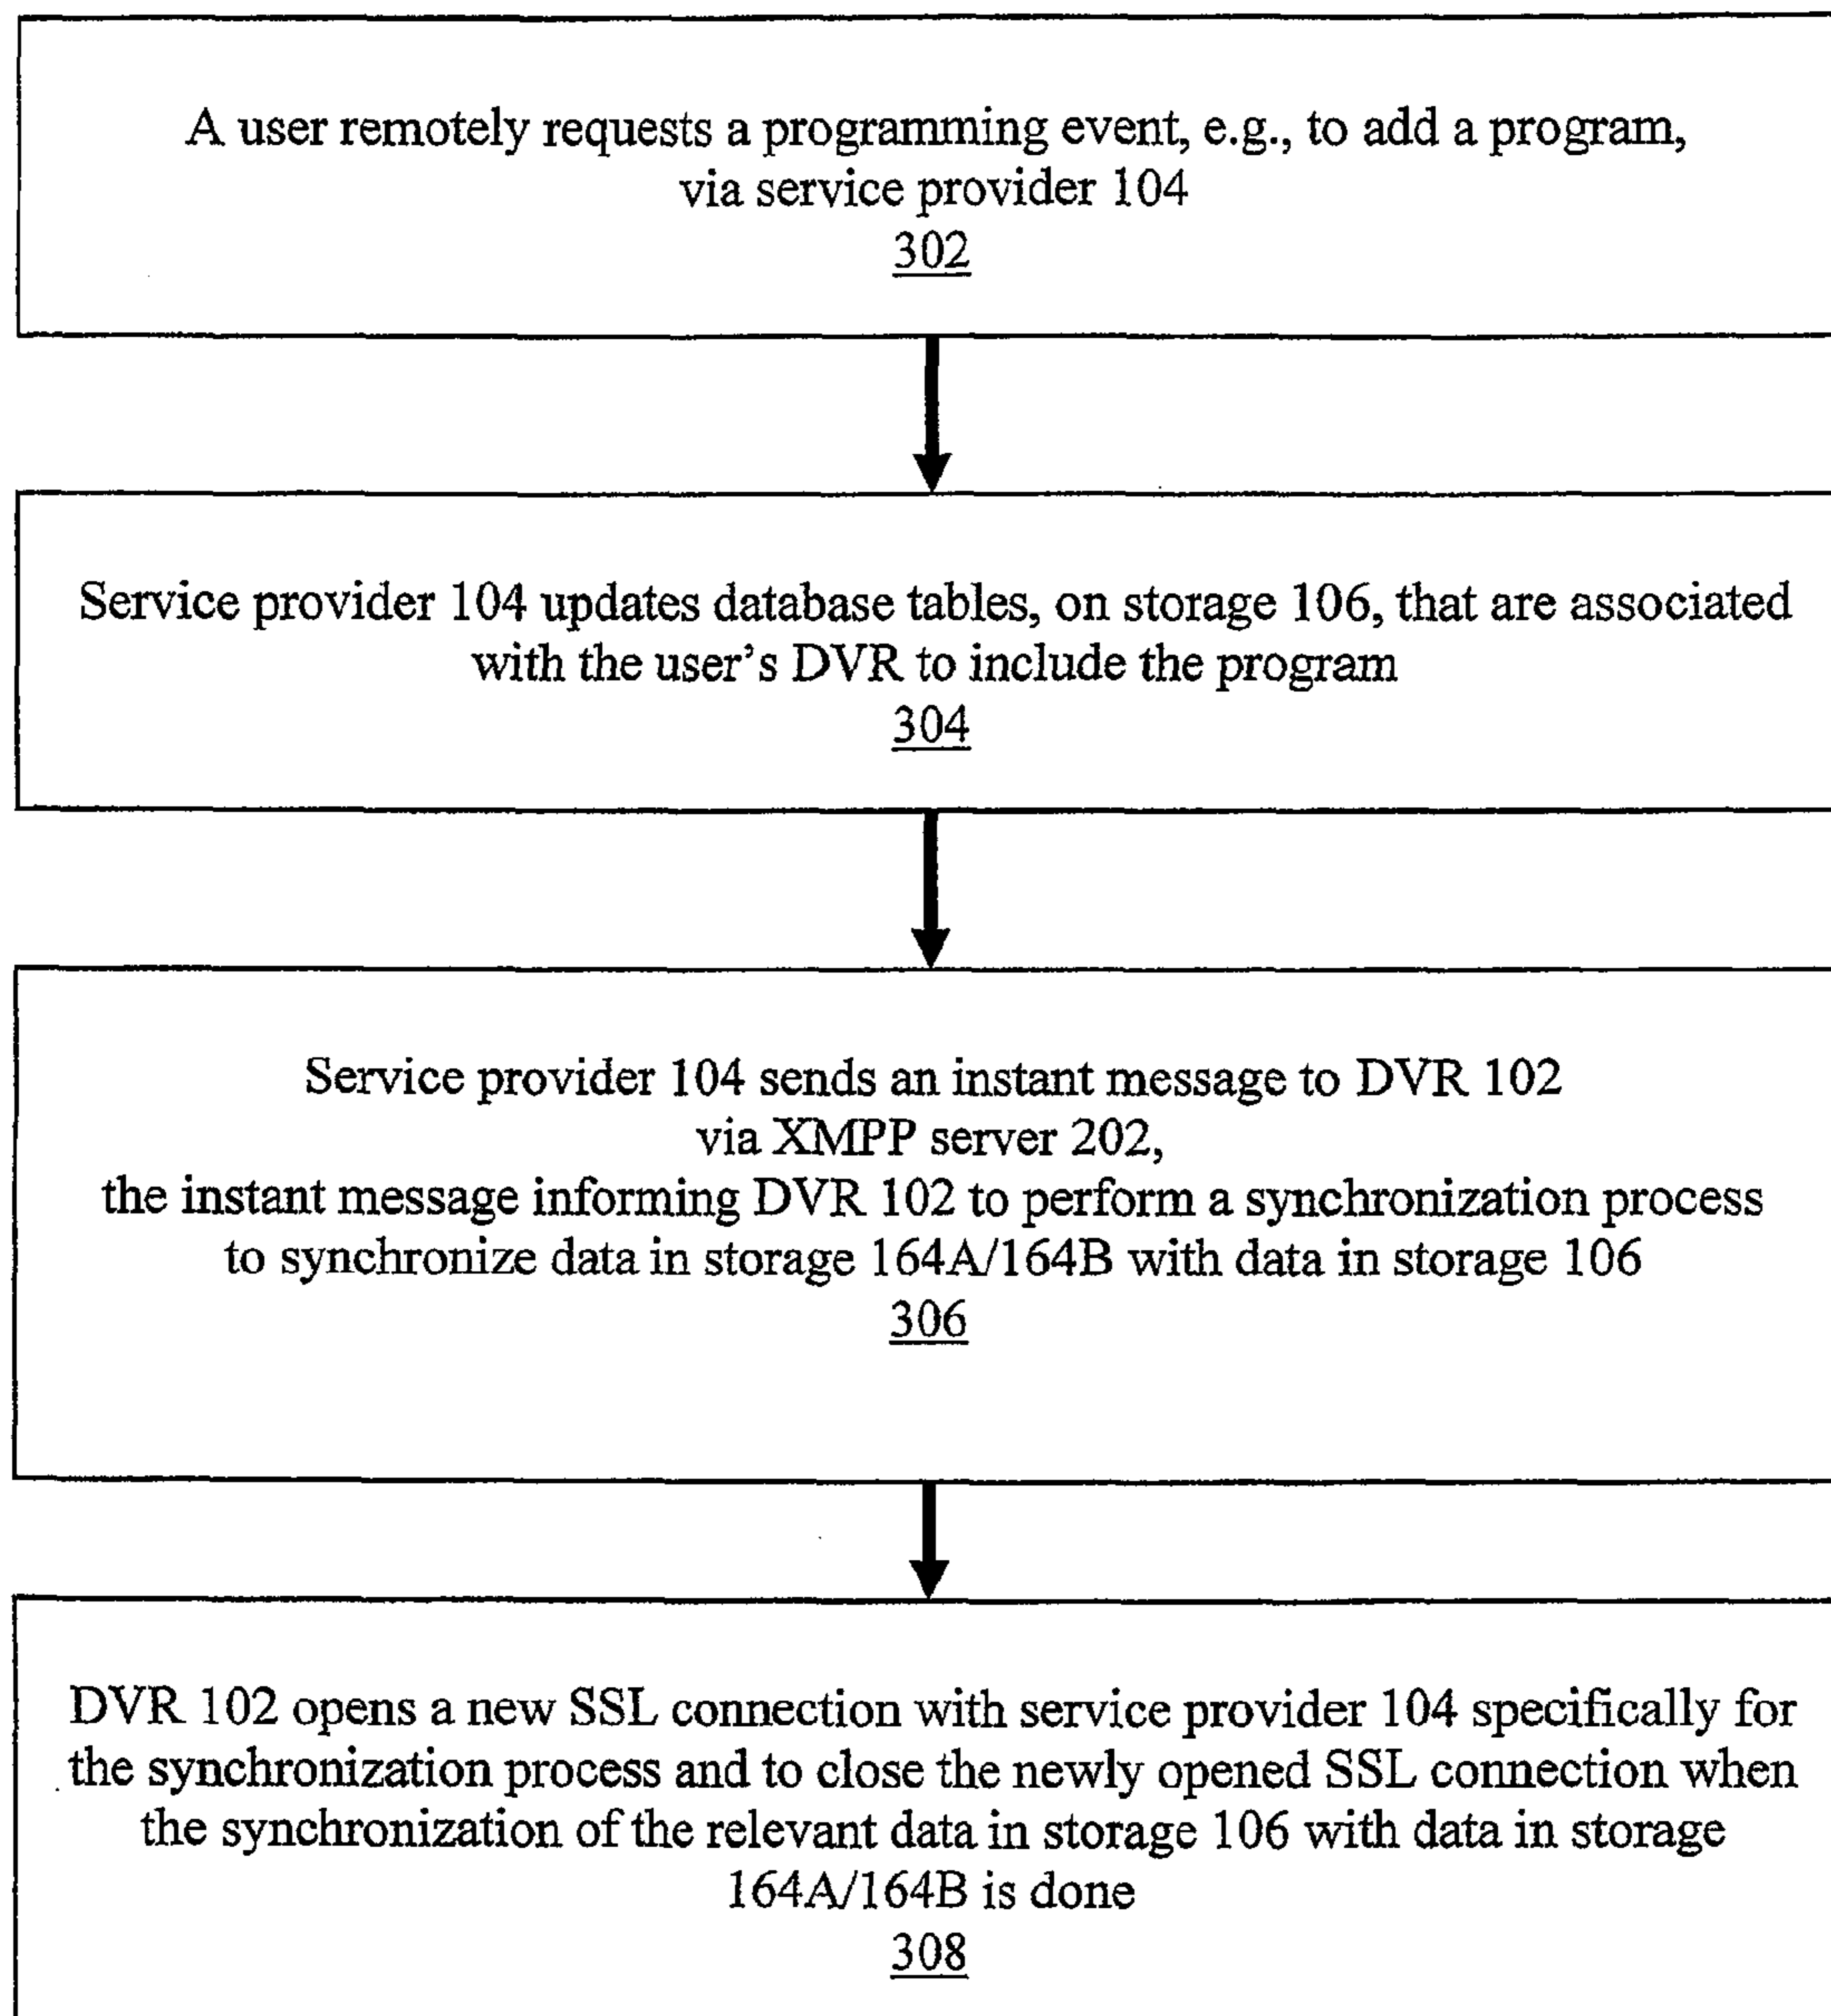 A user remotely requests a programming event, e.g., to add a program,
via service provider 104
302
Service provider 104 updates database tables, on storage 106, that are associated
with the user's DVR to include the program
304
Service provider 104 sends an instant message to DVR 102
via XMPP server 202,
the instant message informing DVR 102 to perform a synchronization process
to synchronize data in storage 164A/164B with data in storage 106
306
DVR 102 opens a new SSL connection with service provider 104 specifically for
the synchronization process and to close the newly opened SSL connection when
the synchronization of the relevant data in storage 106 with data in storage
164A/164B is done
308